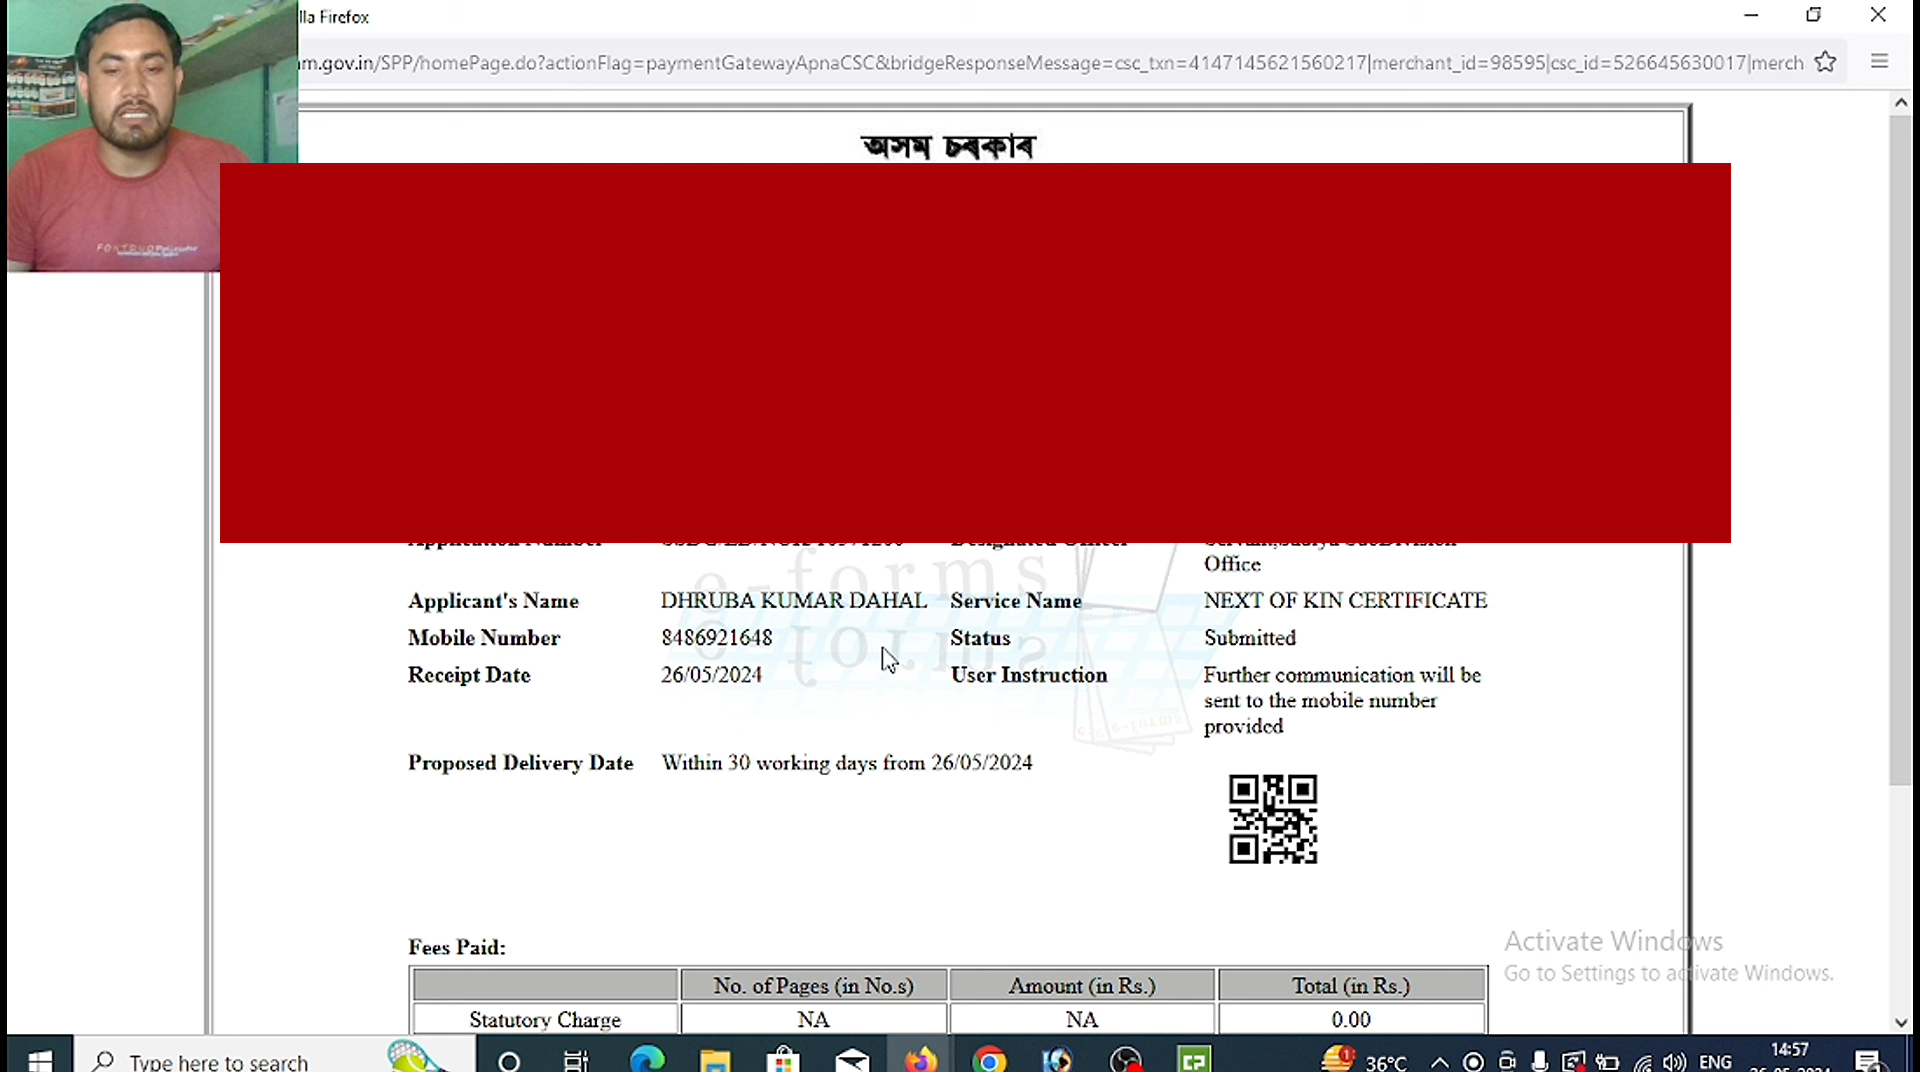 lla Firefox
m.gov.in/SPP/homePage.do?actionFlag=paymentGatewayApnaCSC&bridgeResponseMessage=csc_txn=4147145621560217|merchant_id=98595|csc_id=526645630017|merch
অসম চৰকাৰ
Application Number Designated Officer
Office
Applicant's Name DHRUBA KUMAR DAHAL Service Name NEXT OF KIN CERTIFICATE
Mobile Number 8486921648 Status Submitted
Receipt Date 26/05/2024 User Instruction Further communication will be
sent to the mobile number
provided
e-forms
Proposed Delivery Date Within 30 working days from 26/05/2024
Fees Paid:
No. of Pages (in No.s) Amount (in Rs.) Total (in Rs.)
Statutory Charge NA NA 0.00
Activate Windows
Go to Settings to activate Windows.
Type here to search
36°C ENG 14:57